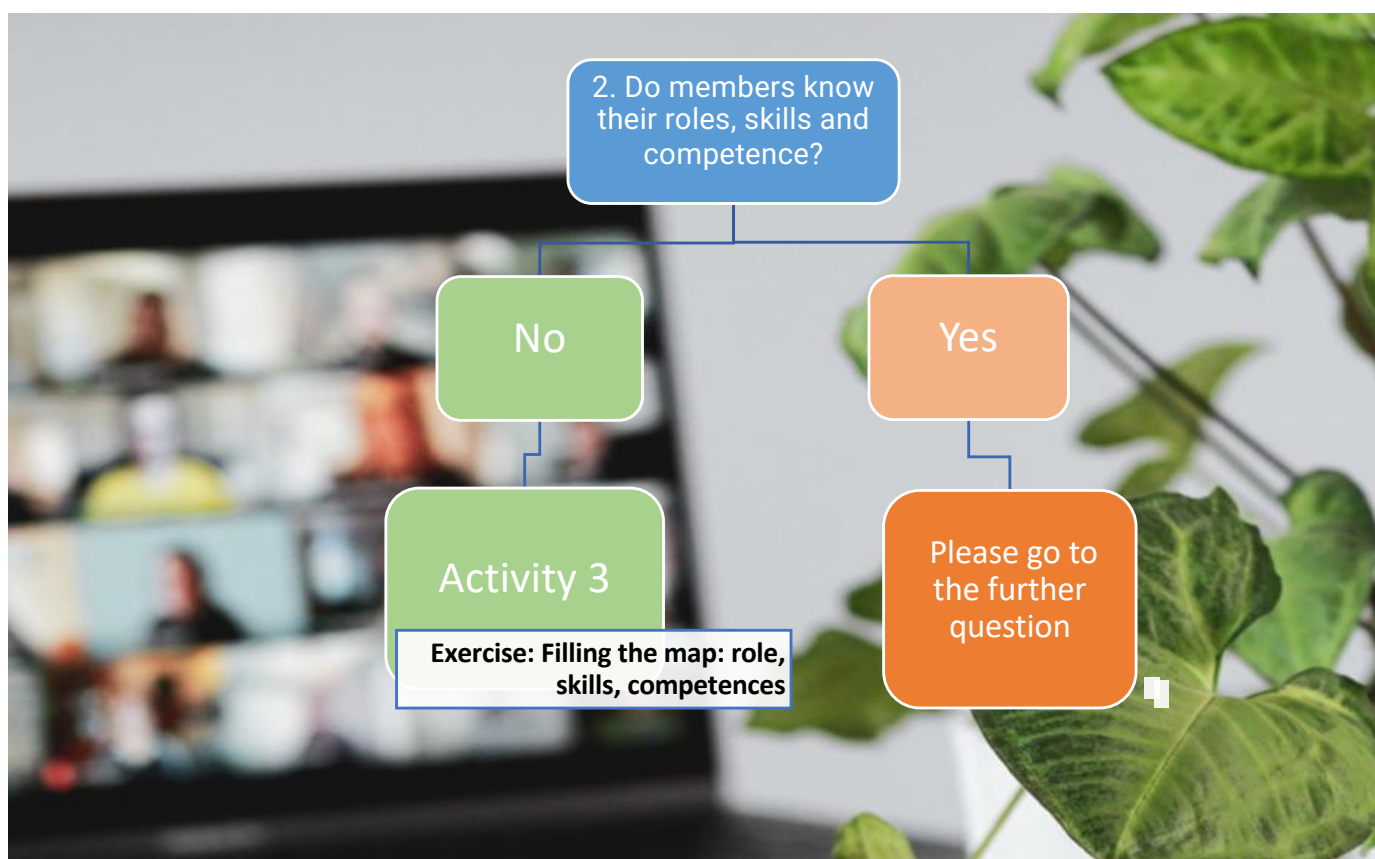 2. Do members know
their roles, skills and
competence?
No
Yes
Activity 3
Please go to
the further
question
Exercise: Filling the map: role,
skills, competences